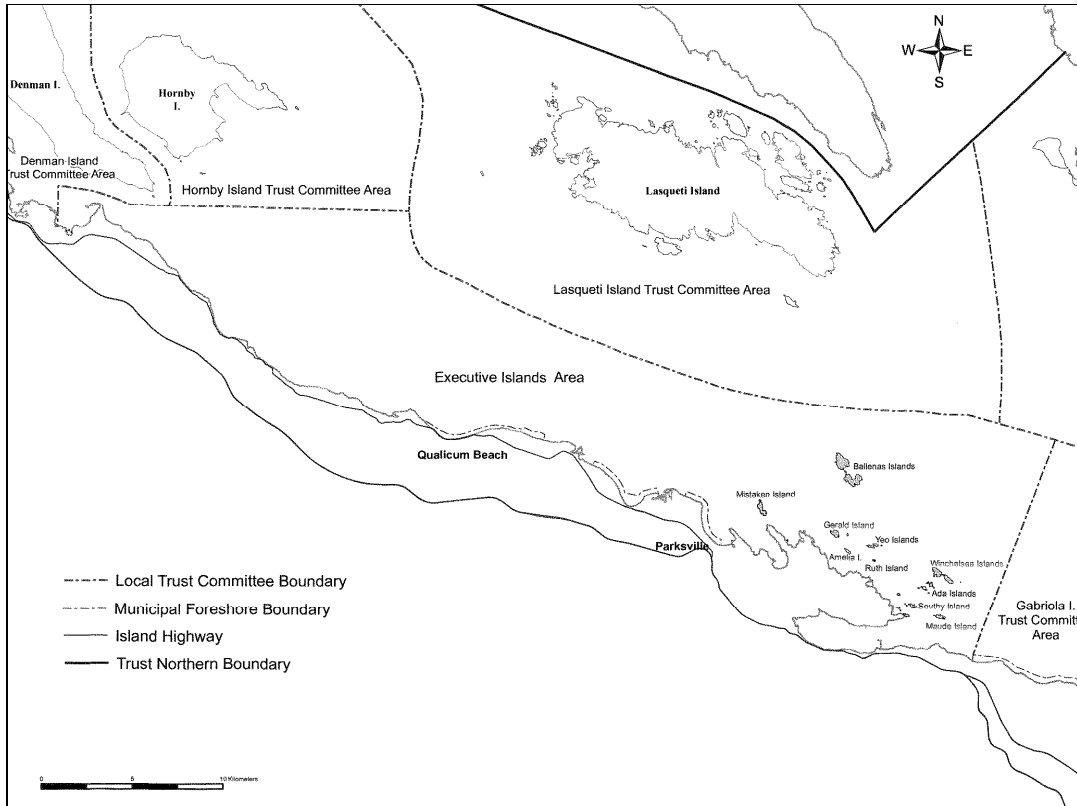 N
W E
S
Denman I.
Hornby
I.
Denman Island
Trust Committee Area
Hornby Island Trust Committee Area
Lasqueti Island
Lasqueti Island Trust Committee Area
Executive Islands Area
Qualicum Beach
Ballenas Islands
Mistaken Island
Gerald Island
Yeo Islands
Parksville
Amelia I.
Ruth Island
Winchelsea Islands
Ada Islands
Southy Island
Maude Island
Gabriola I.
Trust Committe
Area
Local Trust Committee Boundary
Municipal Foreshore Boundary
Island Highway
Trust Northern Boundary
0 5 10 Kilometers